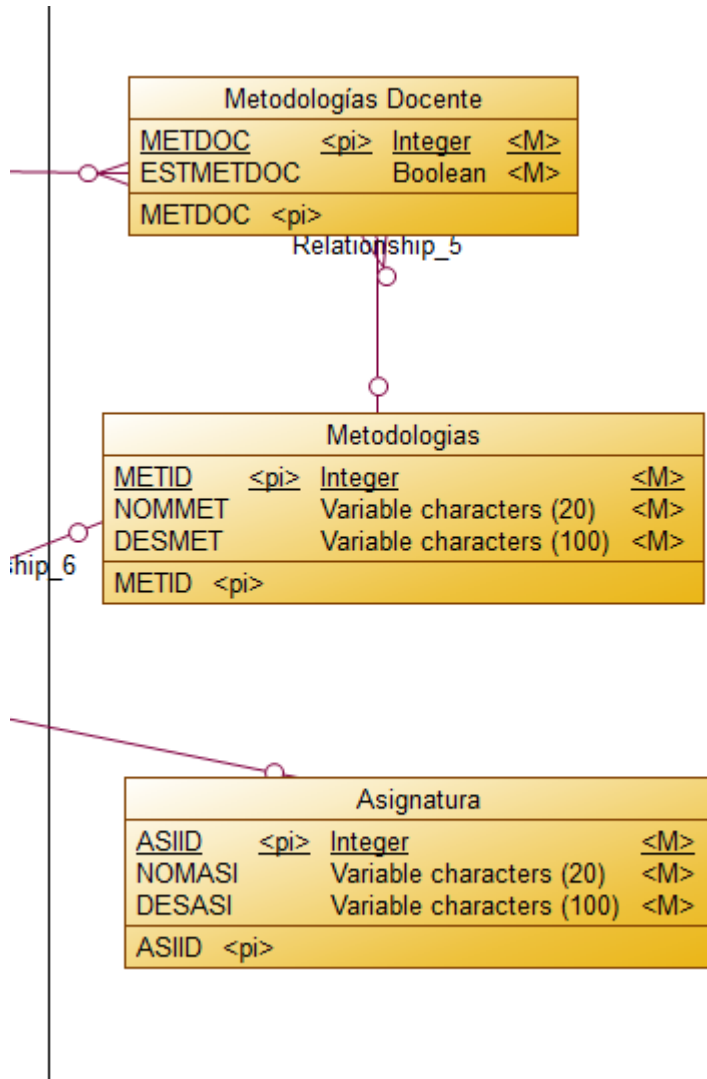 Metodologías Docente
METDOC <pi> Integer <M>
ESTMETDOC Boolean <M>
METDOC <pi>
Relationship_5
Metodologias
METID <pi> Integer <M>
NOMMET Variable characters (20) <M>
DESMET Variable characters (100) <M>
ship_6
METID <pi>
Asignatura
ASIID <pi> Integer <M>
NOMASI Variable characters (20) <M>
DESASI Variable characters (100) <M>
ASIID <pi>